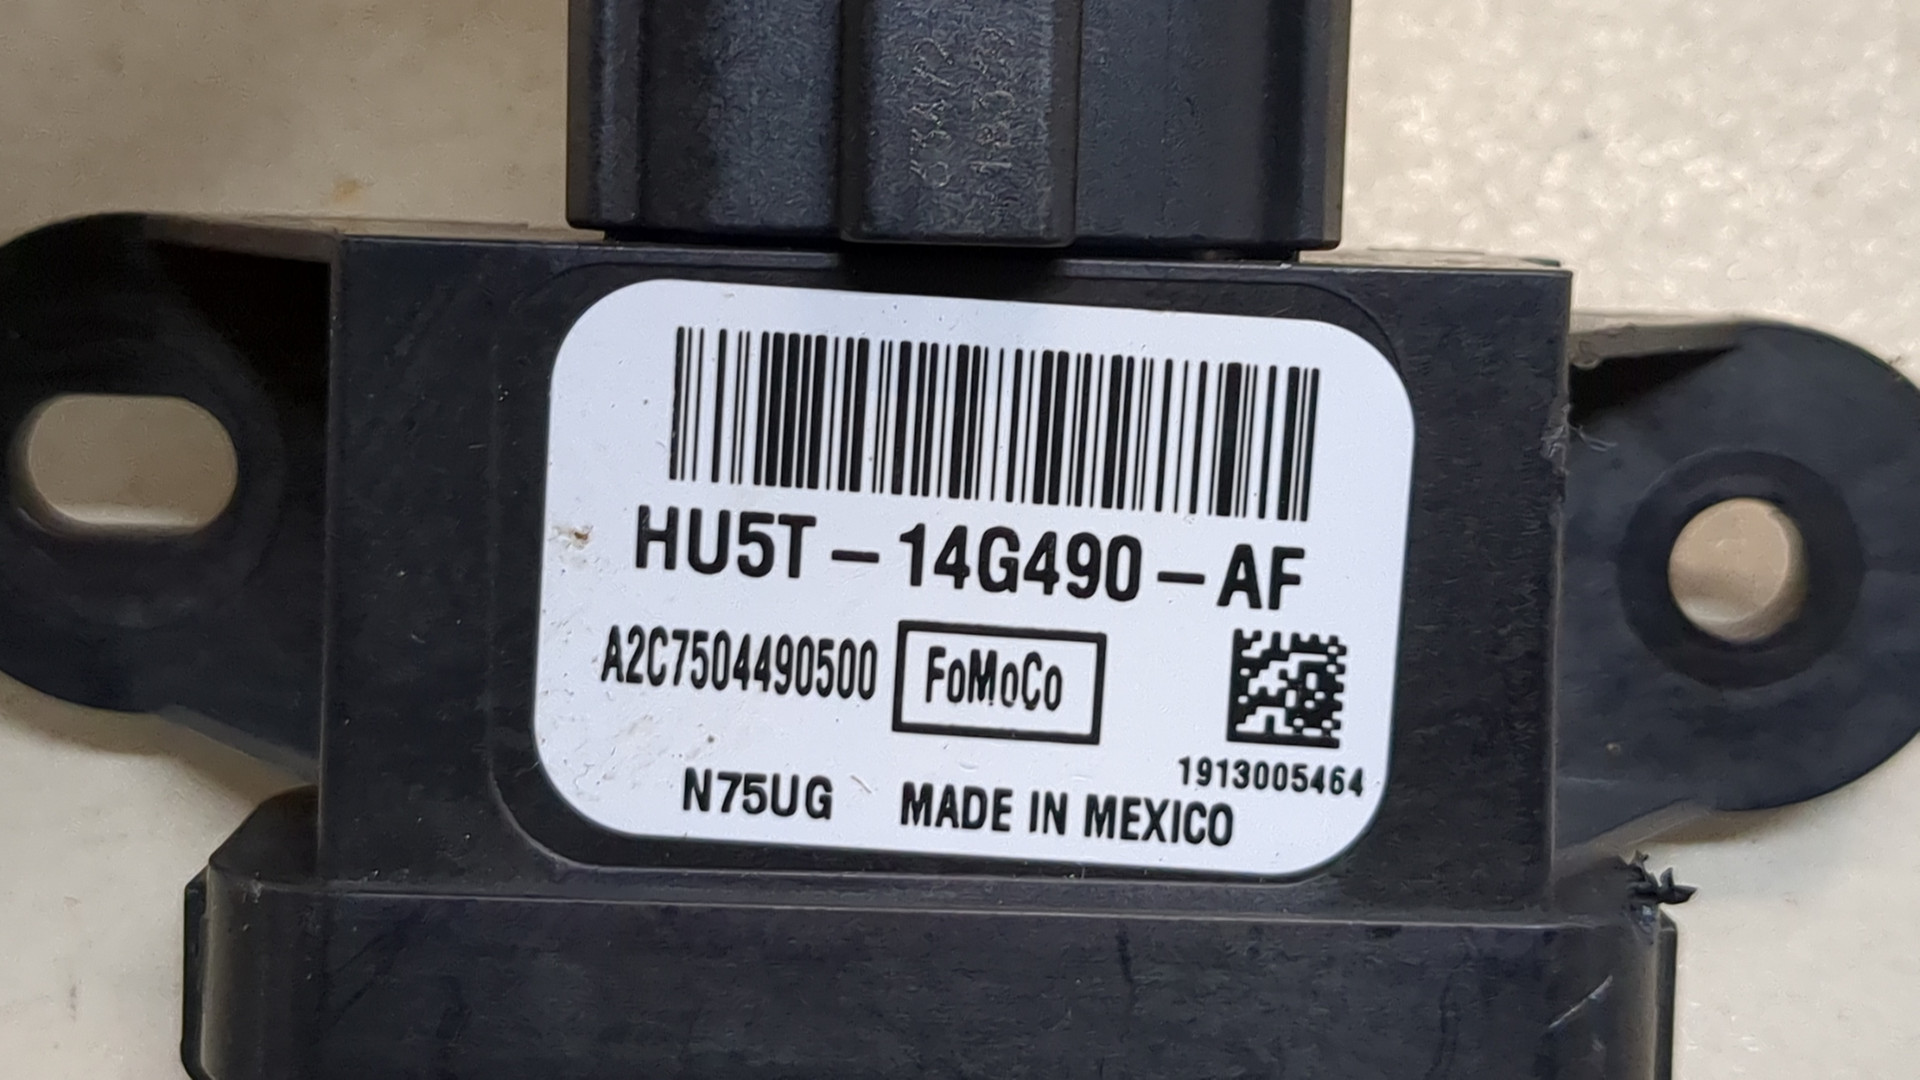 HU5T-14G490-AF
A2C7504490500 FoMoCo
1913005464
N75UG MADE IN MEXICO